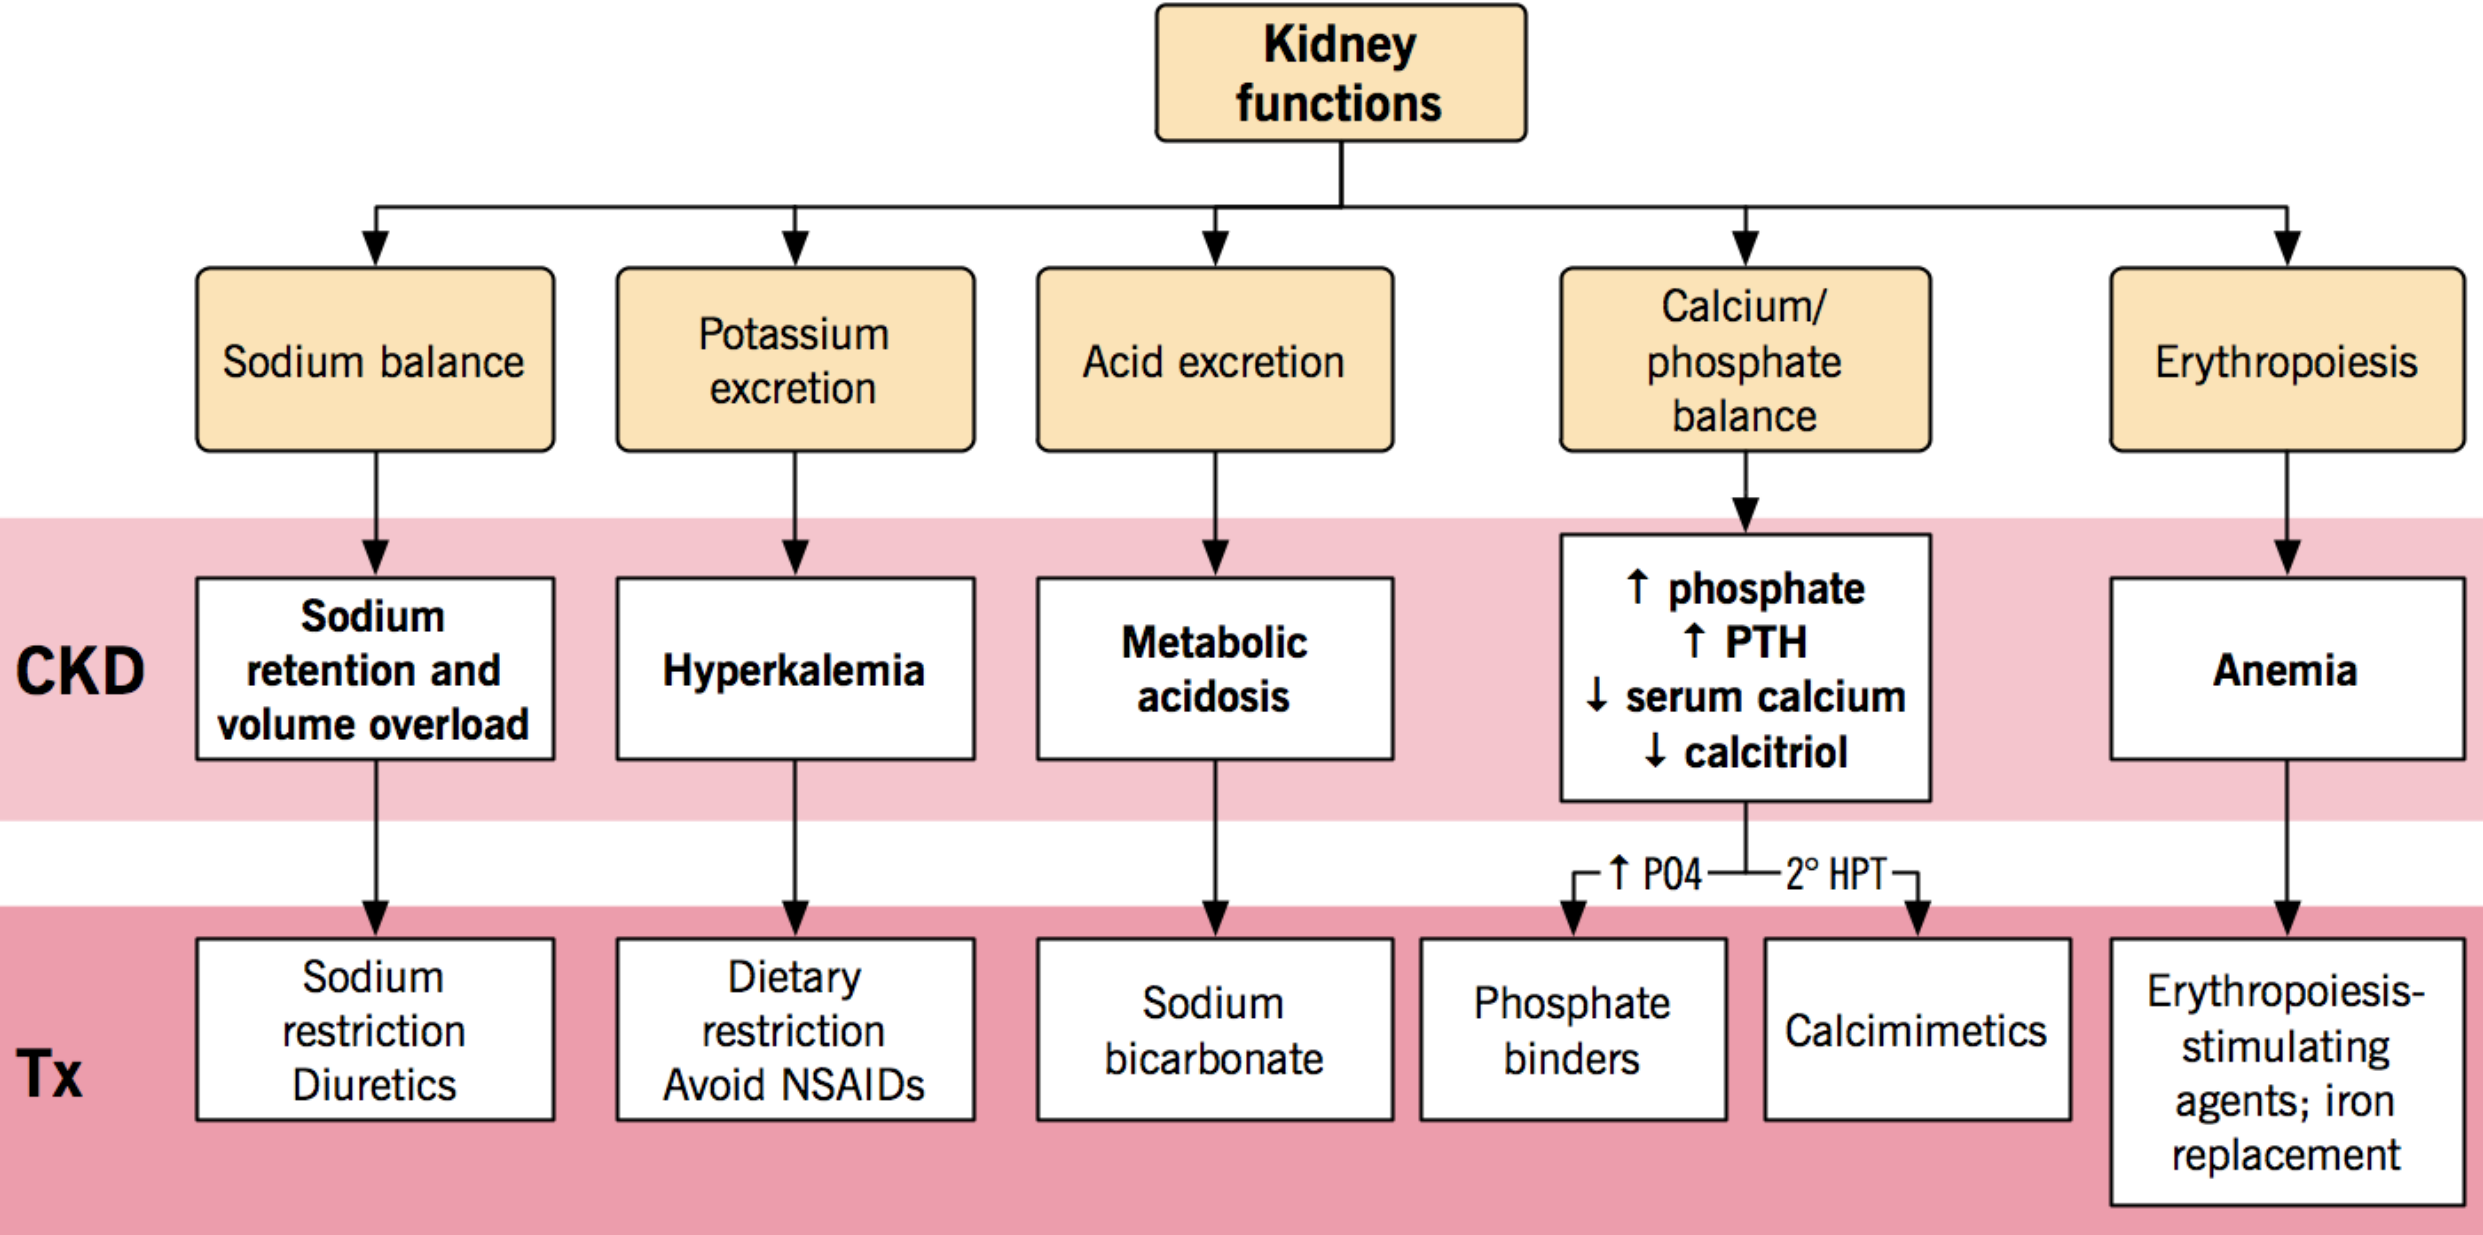 Kidney
functions
Sodium balance
Potassium
excretion
Acid excretion
Calcium/
phosphate
balance
Erythropoiesis
CKD
Sodium
retention and
volume overload
Hyperkalemia
Metabolic
acidosis
↑ phosphate
↑ PTH
↓ serum calcium
↓ calcitriol
Anemia
↑ PO4
2° HPT
Tx
Sodium
restriction
Diuretics
Dietary
restriction
Avoid NSAIDs
Sodium
bicarbonate
Phosphate
binders
Calcimimetics
Erythropoiesis-
stimulating
agents; iron
replacement